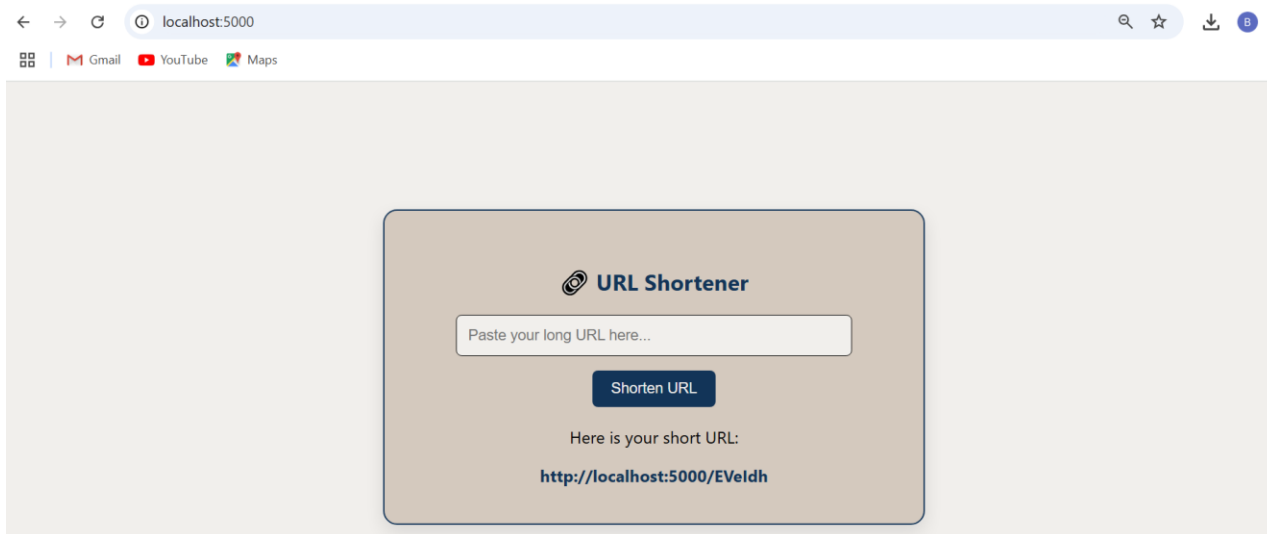 localhost:5000
B
Gmail YouTube Maps
URL Shortener
Paste your long URL here...
Shorten URL
Here is your short URL:
http://localhost:5000/EVeIdh